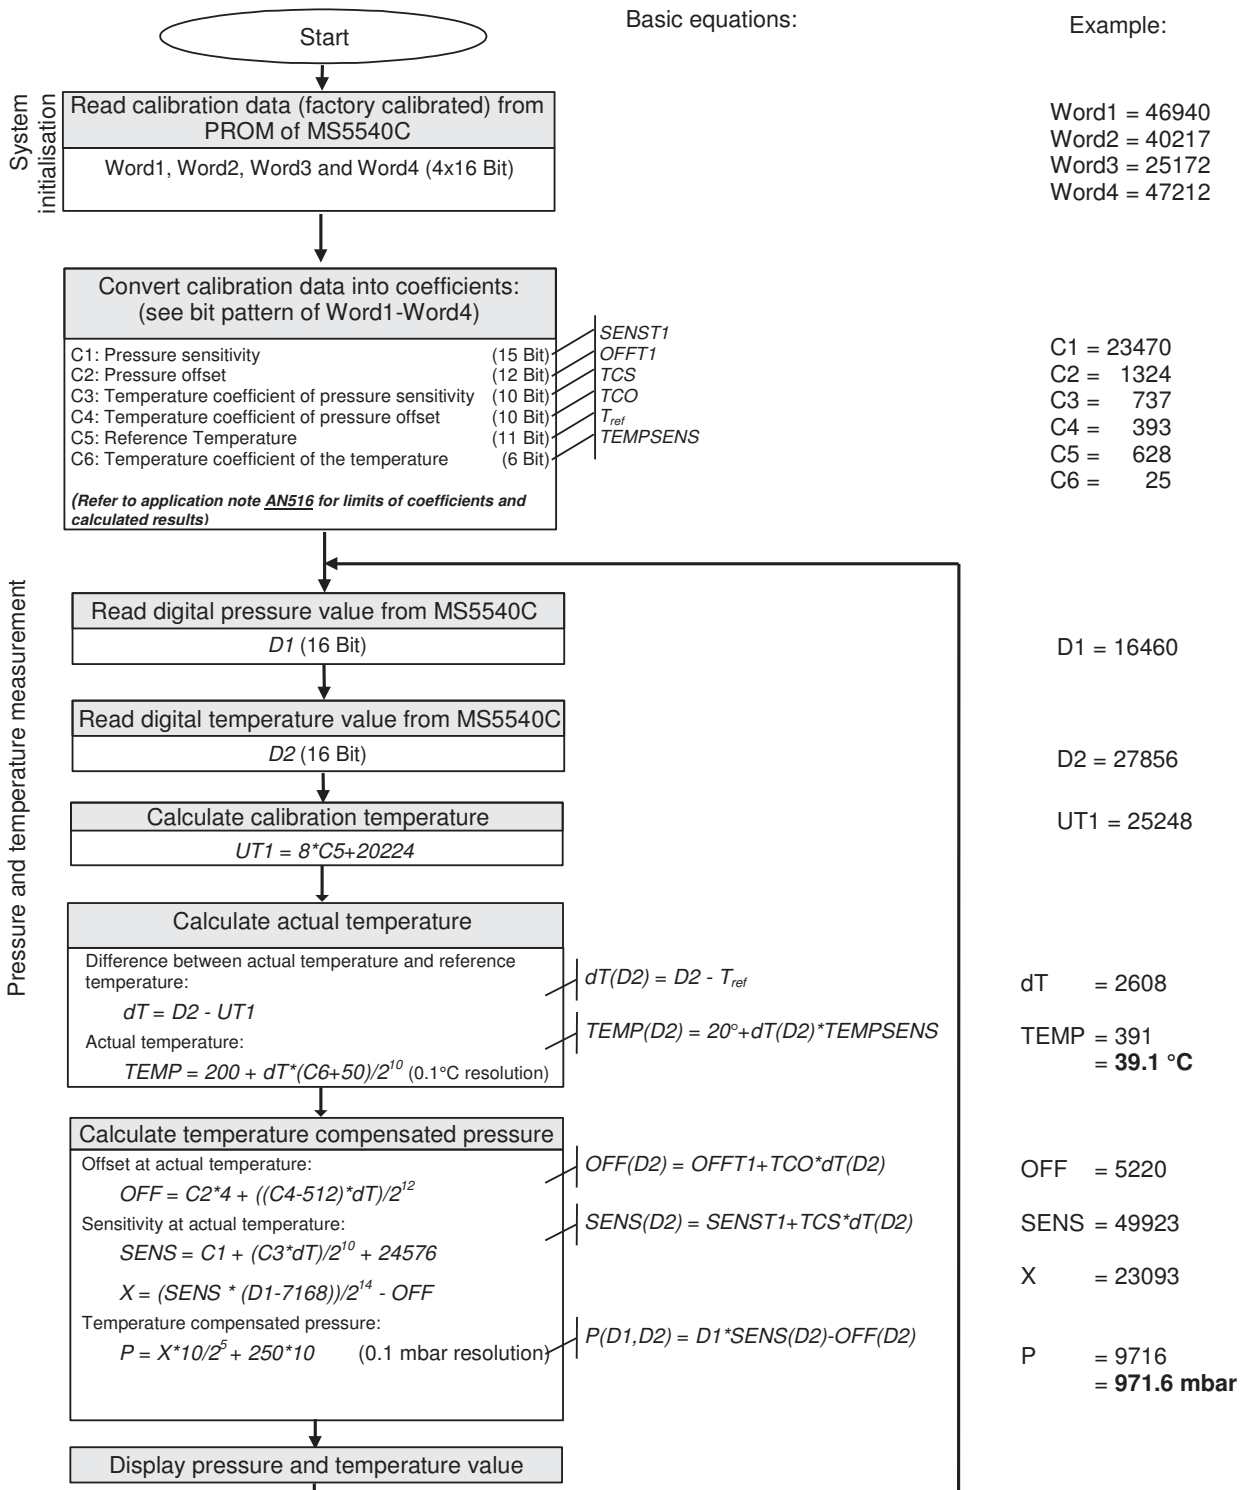 Start
Basic equations:
Example:
System
initialisation
Read calibration data (factory calibrated) from
PROM of MS5540C
Word1, Word2, Word3 and Word4 (4x16 Bit)
Word1 = 46940
Word2 = 40217
Word3 = 25172
Word4 = 47212
Convert calibration data into coefficients:
(see bit pattern of Word1-Word4)
C1: Pressure sensitivity (15 Bit) SENST1
C2: Pressure offset (12 Bit) OFFT1
C3: Temperature coefficient of pressure sensitivity (10 Bit) TCS
C4: Temperature coefficient of pressure offset (10 Bit) TCO
C5: Reference Temperature (11 Bit) Tref
C6: Temperature coefficient of the temperature (6 Bit) TEMPSENS
(Refer to application note AN516 for limits of coefficients and
calculated results)
C1 = 23470
C2 = 1324
C3 = 737
C4 = 393
C5 = 628
C6 = 25
Pressure and temperature measurement
Read digital pressure value from MS5540C
D1 (16 Bit)
D1 = 16460
Read digital temperature value from MS5540C
D2 (16 Bit)
D2 = 27856
Calculate calibration temperature
UT1 = 8*C5+20224
UT1 = 25248
Calculate actual temperature
Difference between actual temperature and reference
temperature:
dT = D2 - UT1
dT(D2) = D2 - Tref
dT = 2608
Actual temperature:
TEMP = 200 + dT*(C6+50)/2^10 (0.1°C resolution)
TEMP(D2) = 20°+dT(D2)*TEMPSENS
TEMP = 391
= 39.1 °C
Calculate temperature compensated pressure
Offset at actual temperature:
OFF = C2*4 + ((C4-512)*dT)/2^12
OFF(D2) = OFFT1+TCO*dT(D2)
OFF = 5220
Sensitivity at actual temperature:
SENS = C1 + (C3*dT)/2^10 + 24576
SENS(D2) = SENST1+TCS*dT(D2)
SENS = 49923
X = (SENS * (D1-7168))/2^14 - OFF
X = 23093
Temperature compensated pressure:
P = X*10/2^5 + 250*10 (0.1 mbar resolution)
P(D1,D2) = D1*SENS(D2)-OFF(D2)
P = 9716
= 971.6 mbar
Display pressure and temperature value